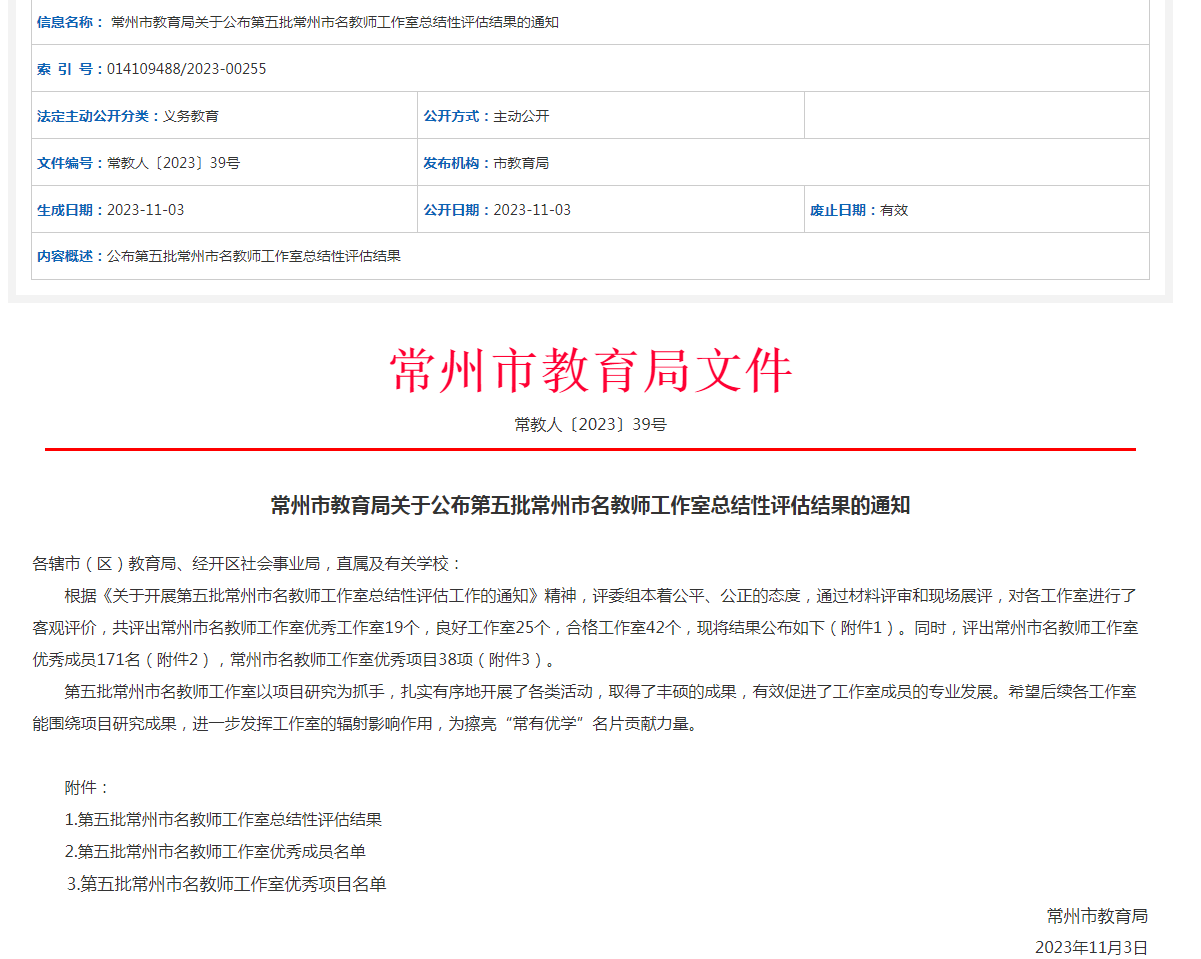 信息名称： 常州市教育局关于公布第五批常州市名教师工作室总结性评估结果的通知
索 引 号：014109488/2023-00255
法定主动公开分类：义务教育 公开方式：主动公开
文件编号：常教人〔2023〕39号 发布机构：市教育局
生成日期：2023-11-03 公开日期：2023-11-03 废止日期：有效
内容概述：公布第五批常州市名教师工作室总结性评估结果
常州市教育局文件
常教人〔2023〕39号
常州市教育局关于公布第五批常州市名教师工作室总结性评估结果的通知
各辖市（区）教育局、经开区社会事业局，直属及有关学校：
根据《关于开展第五批常州市名教师工作室总结性评估工作的通知》精神，评委组本着公平、公正的态度，通过材料评审和现场展评，对各工作室进行了
客观评价，共评出常州市名教师工作室优秀工作室19个，良好工作室25个，合格工作室42个，现将结果公布如下（附件1）。同时，评出常州市名教师工作室
优秀成员171名（附件2），常州市名教师工作室优秀项目38项（附件3）。
第五批常州市名教师工作室以项目研究为抓手，扎实有序地开展了各类活动，取得了丰硕的成果，有效促进了工作室成员的专业发展。希望后续各工作室
能围绕项目研究成果，进一步发挥工作室的辐射影响作用，为擦亮“常有优学”名片贡献力量。
附件：
1.第五批常州市名教师工作室总结性评估结果
2.第五批常州市名教师工作室优秀成员名单
3.第五批常州市名教师工作室优秀项目名单
常州市教育局
2023年11月3日